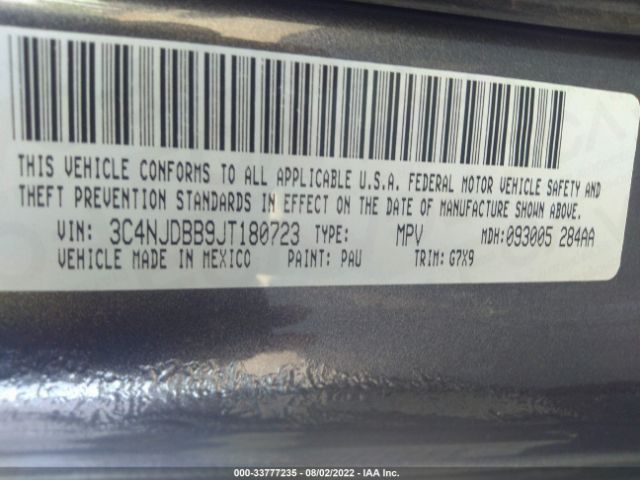 THIS VEHICLE CONFORMS TO ALL APPLICABLE U.S.A. FEDERAL MOTOR VEHICLE SAFETY AND
THEFT PREVENTION STANDARDS IN EFFECT ON THE DATE OF MANUFACTURE SHOWN ABOVE.
VIN: 3C4NJDBB9JT180723 TYPE: MPV MDH:093005 284AA
VEHICLE MADE IN MEXICO PAINT: PAU TRIM: G7X9
000-33777235 - 08/02/2022 - IAA Inc.